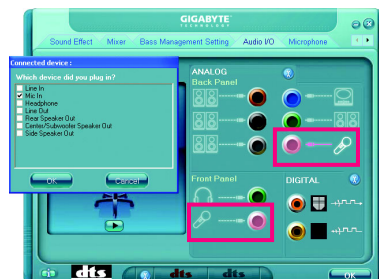 GIGABYTE
TECHNOLOGY
Sound Effect Mixer Bass Management Setting Audio I/O Microphone
Connected device :
Which device did you plug in?
Line In
Mic In
Headphone
Line Out
Rear Speaker Out
Center/Subwoofer Speaker Out
Side Speaker Out
OK Cancel
ANALOG
Back Panel
Front Panel
DIGITAL
dts dts dts
OK